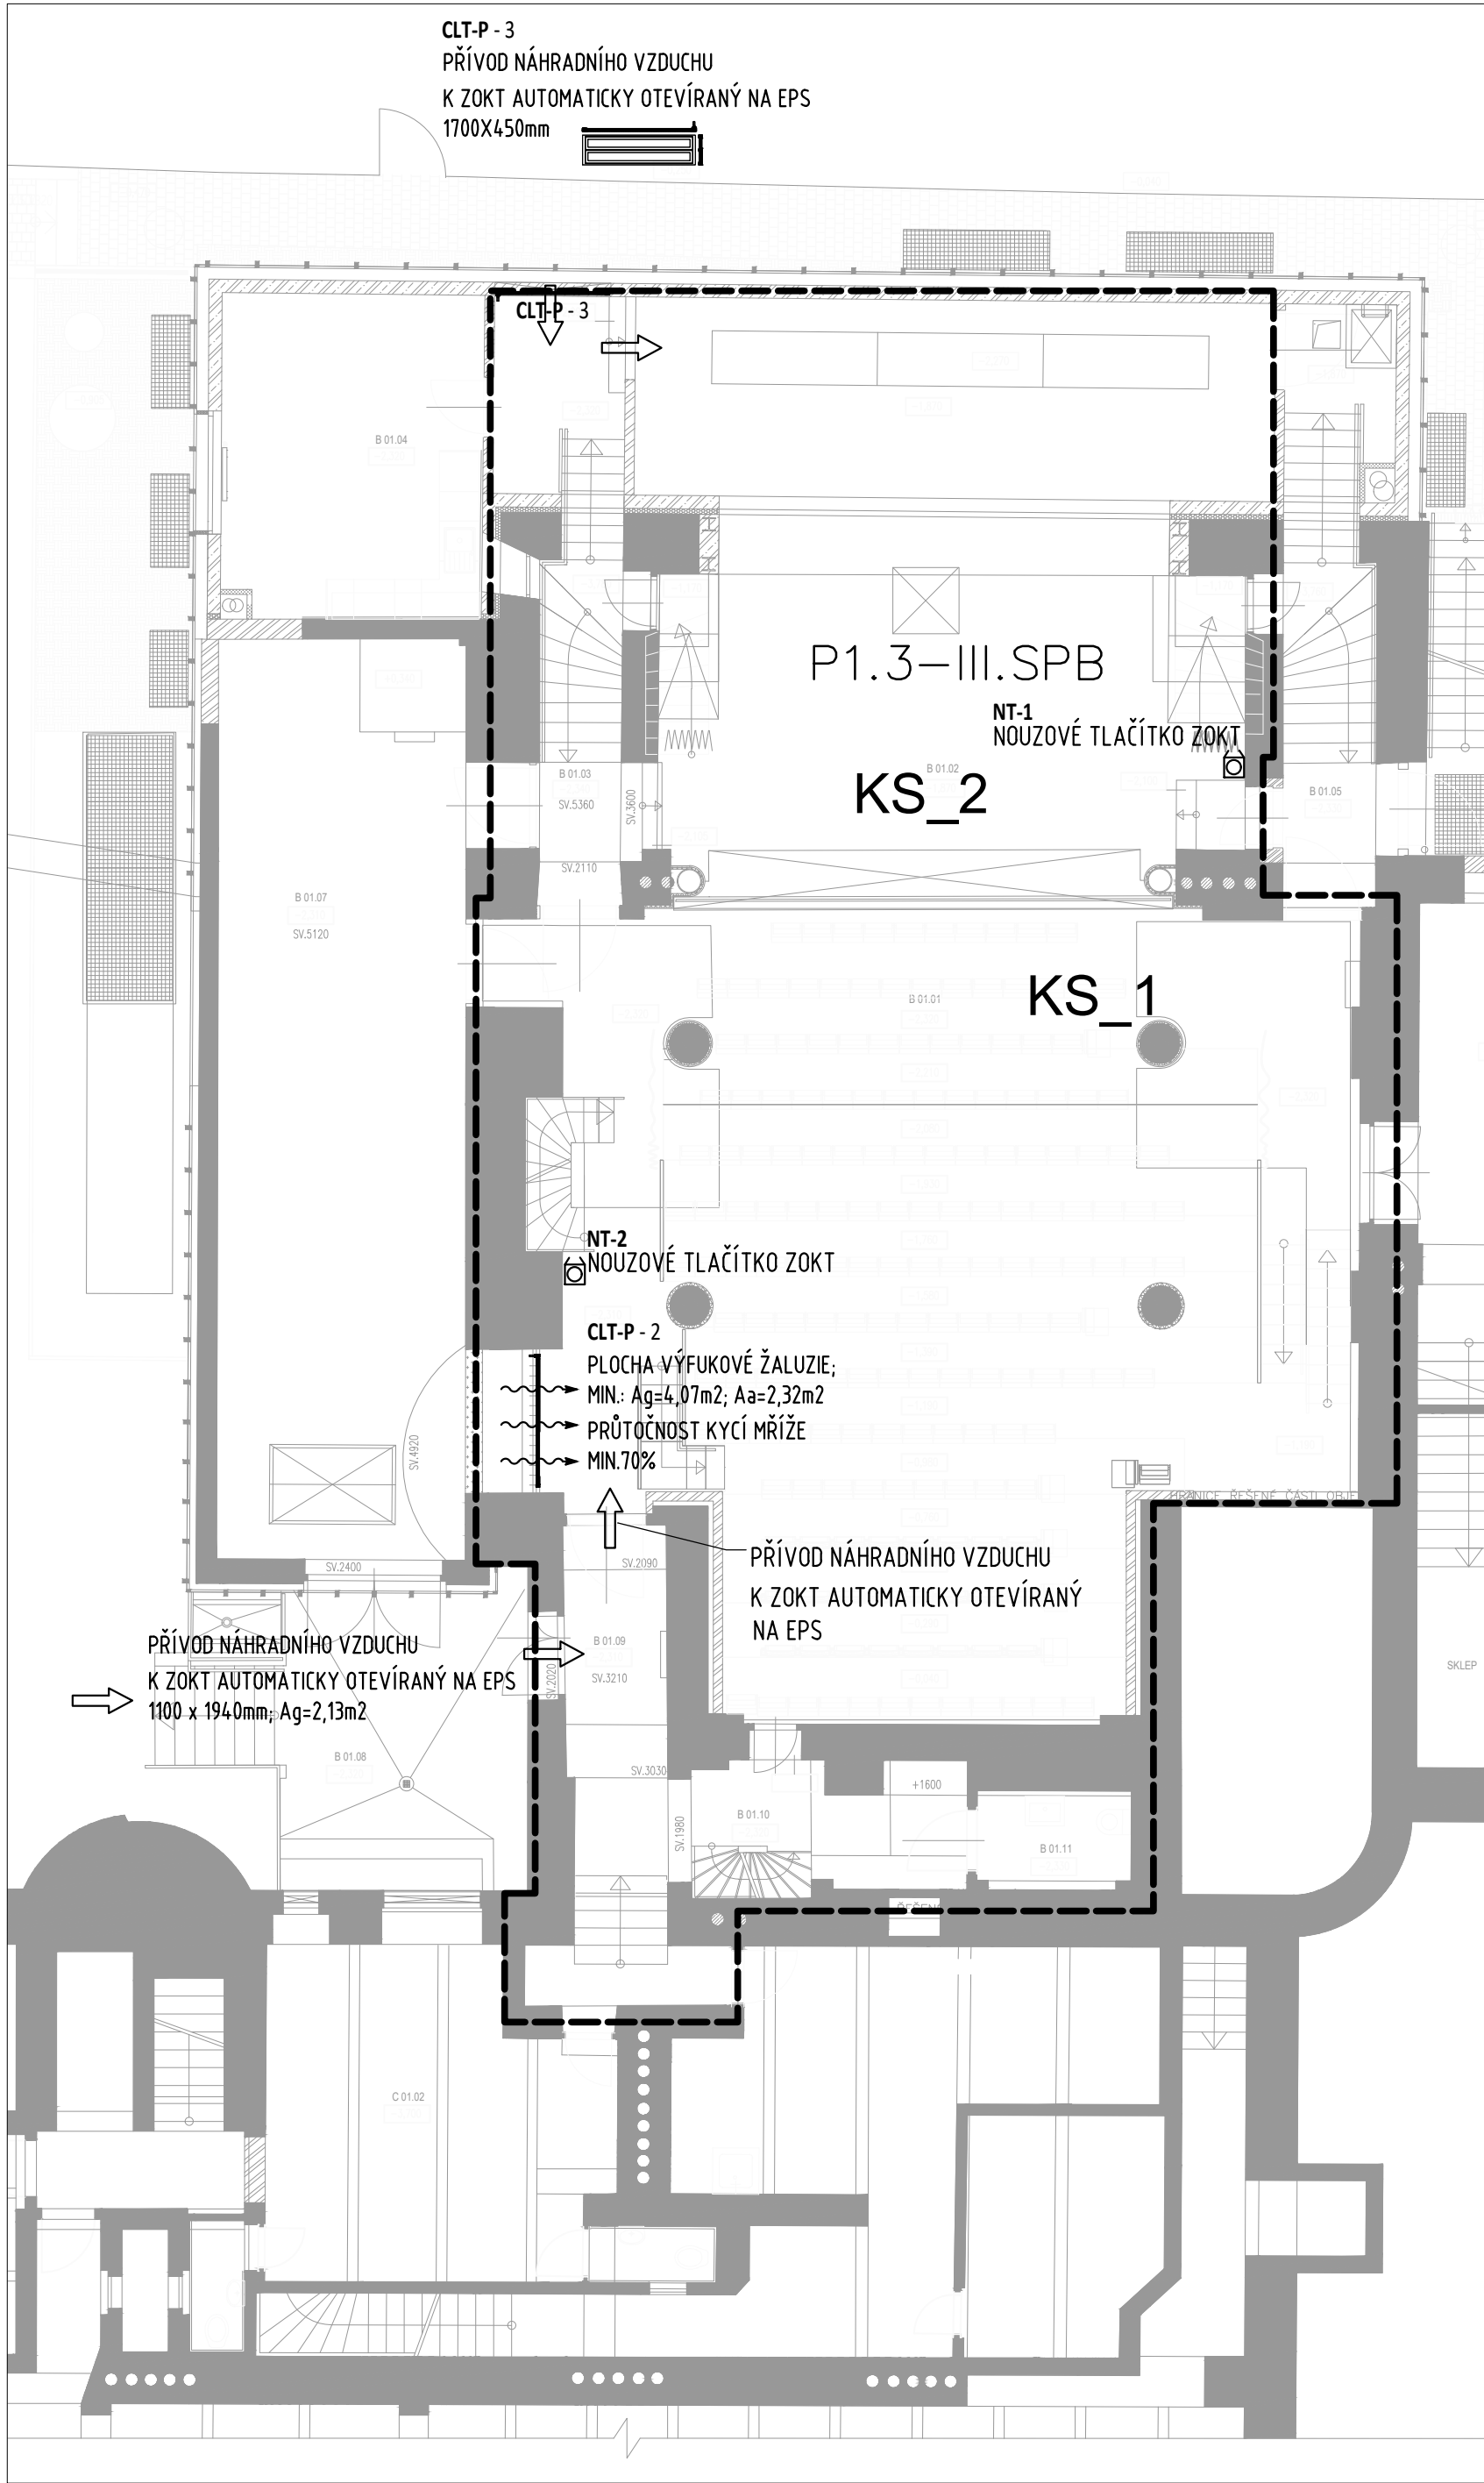 CLT-P - 3
PŘÍVOD NÁHRADNÍHO VZDUCHU
K ZOKT AUTOMATICKY OTEVÍRANÝ NA EPS
1700X450mm
CLT-P - 3
B 01.04
P1.3-III.SPB
NT-1
NOUZOVÉ TLAČÍTKO ZOKT
B 01.03
SV.5360
SV.3600
B 01.02
KS_2
B 01.05
SV.2110
B 01.07
SV.5120
B 01.01
KS_1
NT-2
NOUZOVÉ TLAČÍTKO ZOKT
CLT-P - 2
PLOCHA VÝFUKOVÉ ŽALUZIE;
MIN.: Ag=4,07m2; Aa=2,32m2
PRŮTOČNOST KYCÍ MŘÍŽE
MIN.70%
SV.4920
HRANICE ŘEŠENÉ ČÁSTI OBJE
SV.2400
SV.2090
PŘÍVOD NÁHRADNÍHO VZDUCHU
K ZOKT AUTOMATICKY OTEVÍRANÝ
NA EPS
PŘÍVOD NÁHRADNÍHO VZDUCHU
K ZOKT AUTOMATICKY OTEVÍRANÝ NA EPS
1100 x 1940mm; Ag=2,13m2
B 01.09
SV.3210
SV.2020
SKLEP
B 01.08
SV.3030
+1600
B 01.10
SV.1980
B 01.11
C 01.02